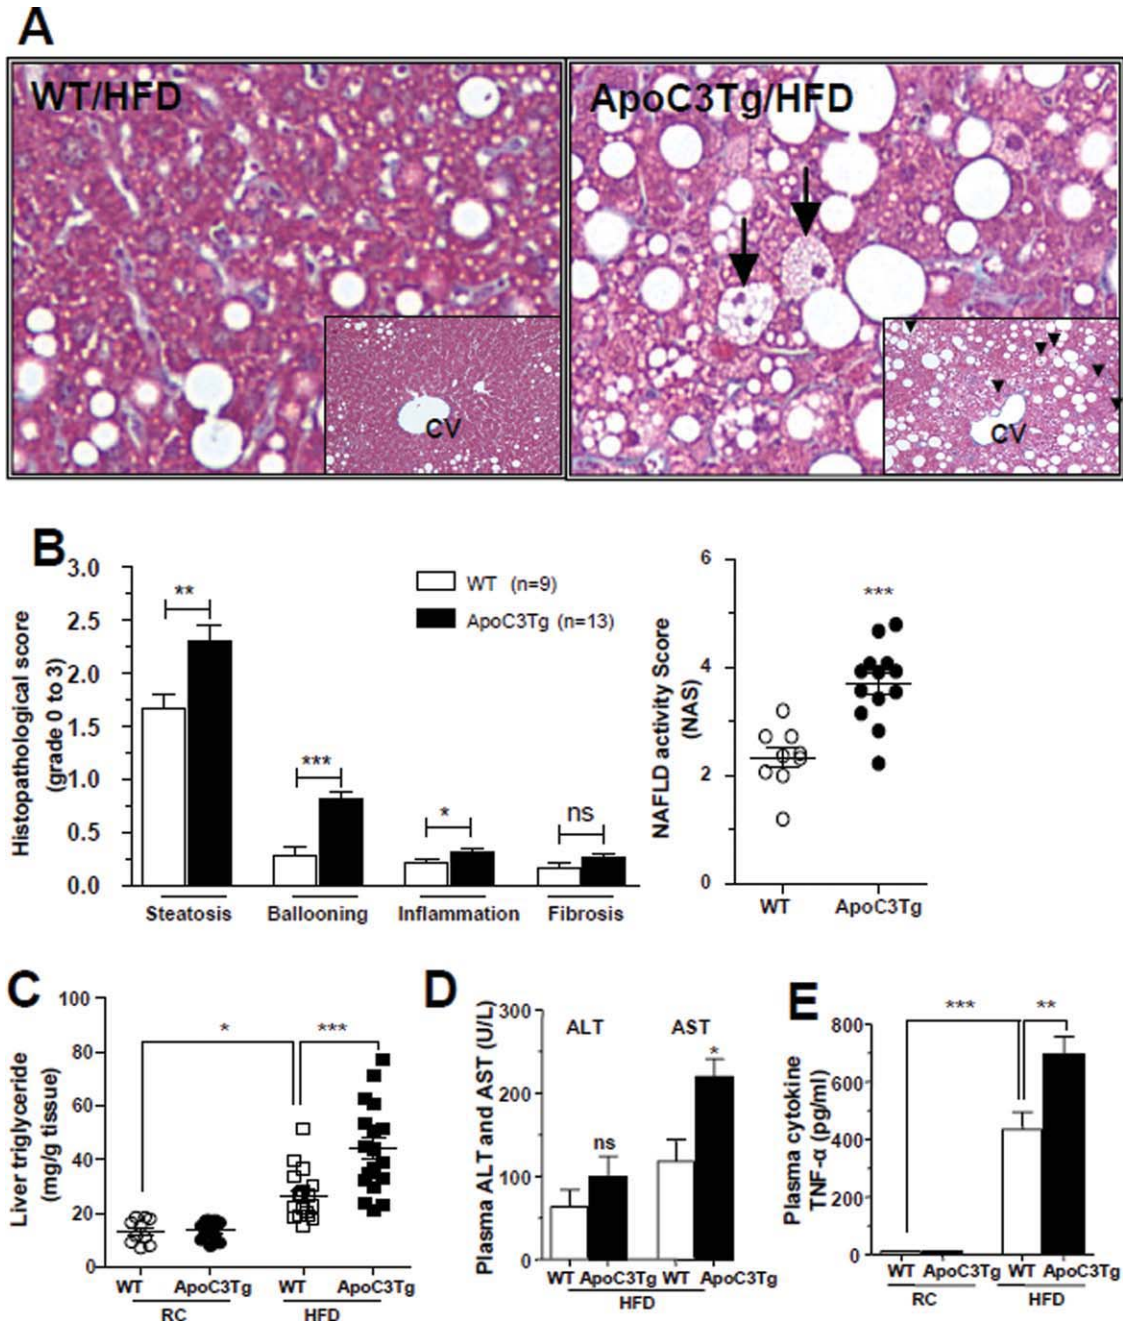 A
WT/HFD
ApoC3Tg/HFD
CV
CV
B
Histopathological score
(grade 0 to 3)
3.0
2.5
2.0
1.5
1.0
0.5
0.0
**
***
*
ns
WT (n=9)
ApoC3Tg (n=13)
Steatosis
Ballooning
Inflammation
Fibrosis
NAFLD activity Score
(NAS)
6
4
2
0
***
WT
ApoC3Tg
C
Liver triglyceride
(mg/g tissue)
100
80
60
40
20
0
*
***
WT ApoC3Tg WT ApoC3Tg
RC HFD
D
Plasma ALT and AST (U/L)
300
200
100
0
ALT AST
ns
*
WT ApoC3Tg WT ApoC3Tg
HFD
E
Plasma cytokine
TNF-α (pg/ml)
800
600
400
200
0
***
**
WT ApoC3Tg WT ApoC3Tg
RC HFD